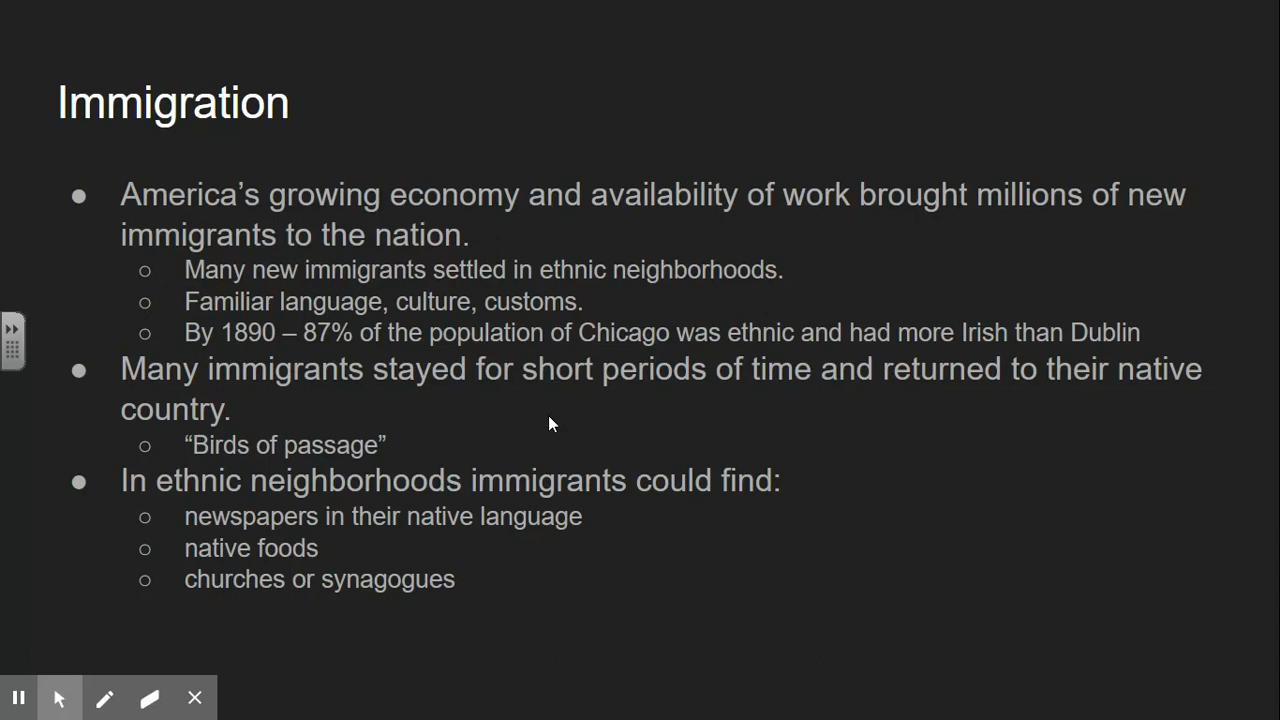 Immigration
● America’s growing economy and availability of work brought millions of new
immigrants to the nation.
○ Many new immigrants settled in ethnic neighborhoods.
○ Familiar language, culture, customs.
○ By 1890 – 87% of the population of Chicago was ethnic and had more Irish than Dublin
● Many immigrants stayed for short periods of time and returned to their native
country.
○ “Birds of passage”
● In ethnic neighborhoods immigrants could find:
○ newspapers in their native language
○ native foods
○ churches or synagogues